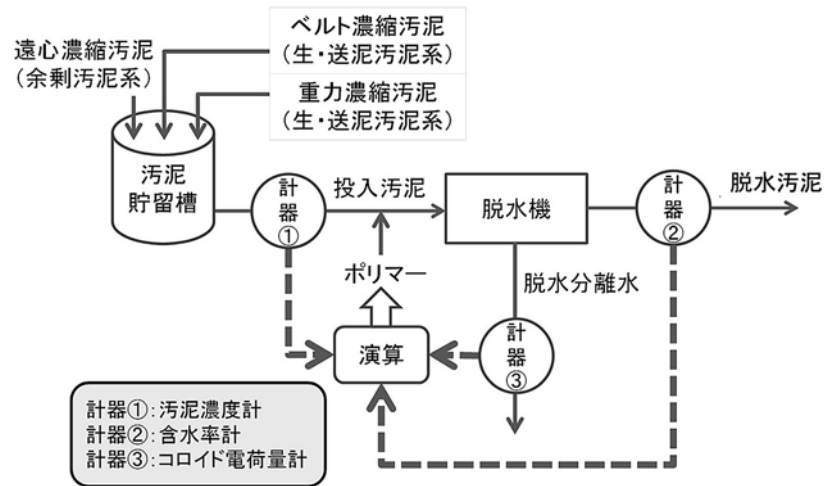 遠心濃縮汚泥
（余剰汚泥系）
ベルト濃縮汚泥
（生・送泥汚泥系）
重力濃縮汚泥
（生・送泥汚泥系）
汚泥
貯留槽
計器①
投入汚泥
脱水機
計器②
脱水汚泥
ポリマー
脱水分離水
演算
計器③
計器①：汚泥濃度計
計器②：含水率計
計器③：コロイド電荷量計